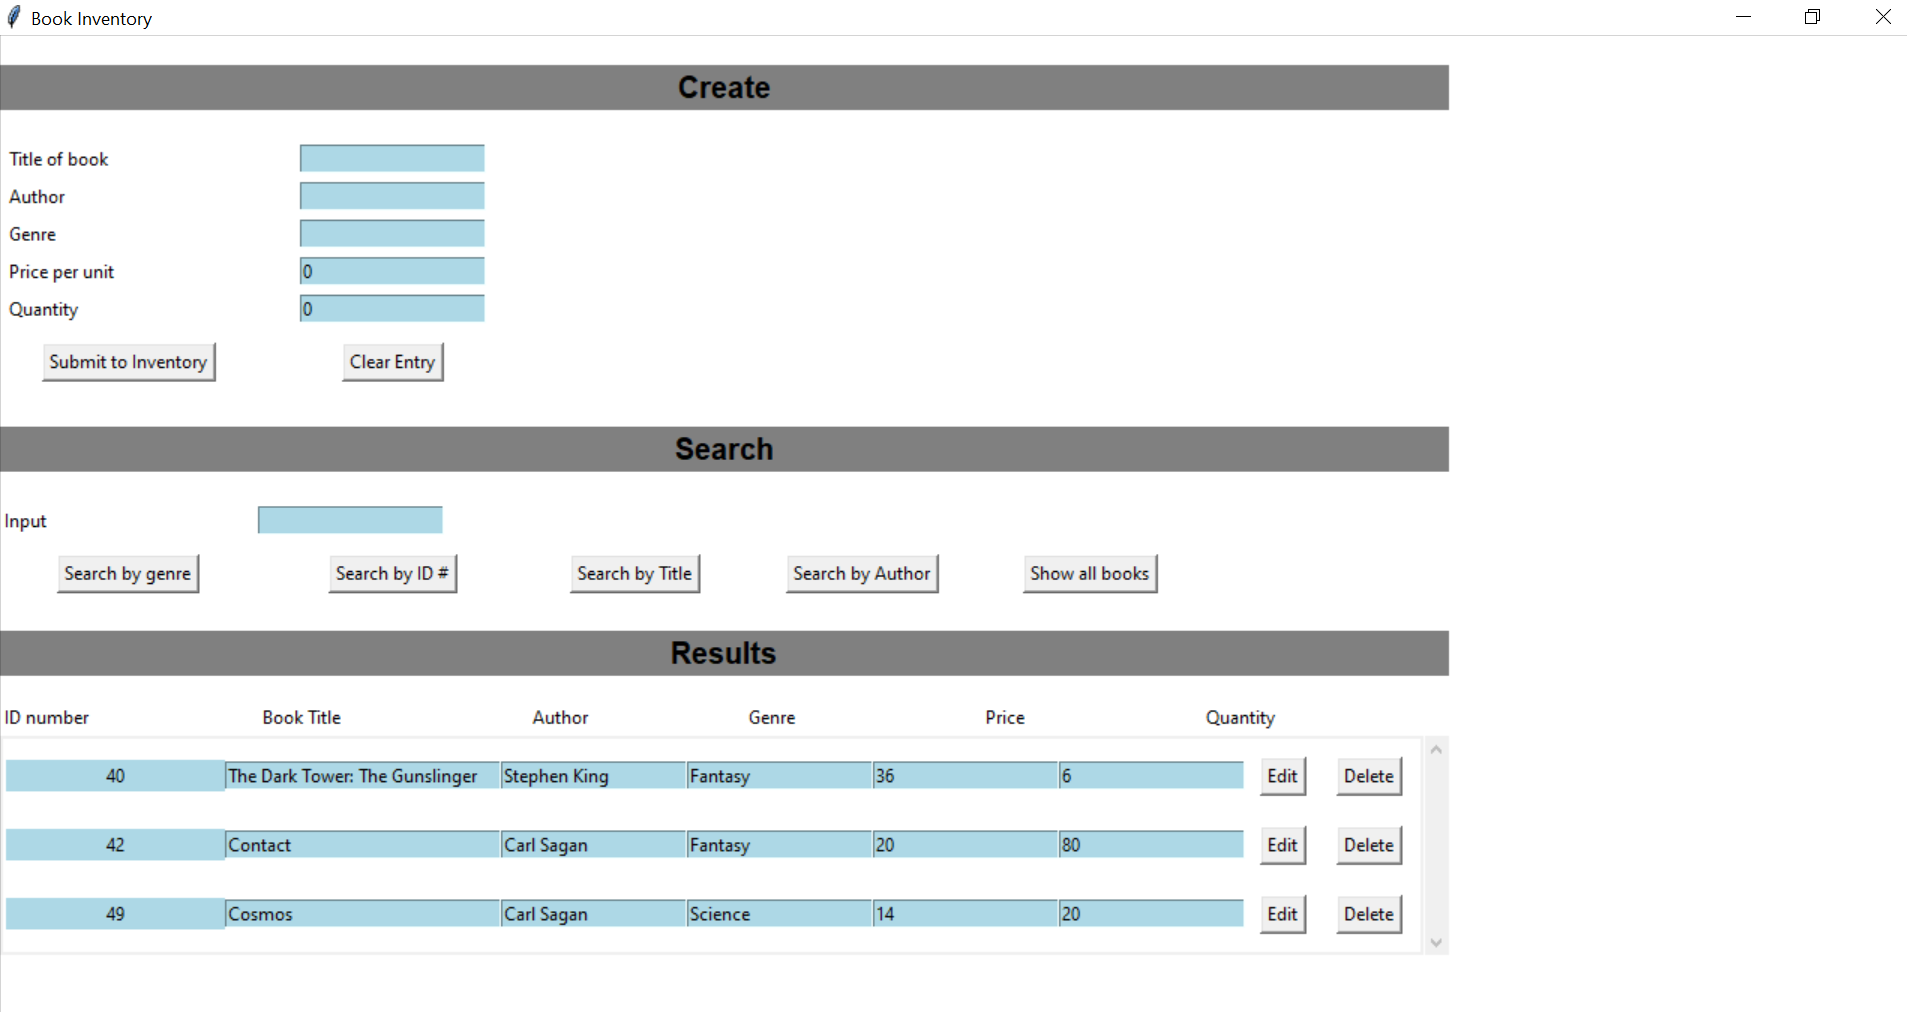 Book Inventory
Create
Title of book
Author
Genre
Price per unit 0
Quantity 0
Submit to Inventory Clear Entry
Search
Input
Search by genre Search by ID # Search by Title Search by Author Show all books
Results
ID number Book Title Author Genre Price Quantity
40 The Dark Tower: The Gunslinger Stephen King Fantasy 36 6 Edit Delete
42 Contact Carl Sagan Fantasy 20 80 Edit Delete
49 Cosmos Carl Sagan Science 14 20 Edit Delete